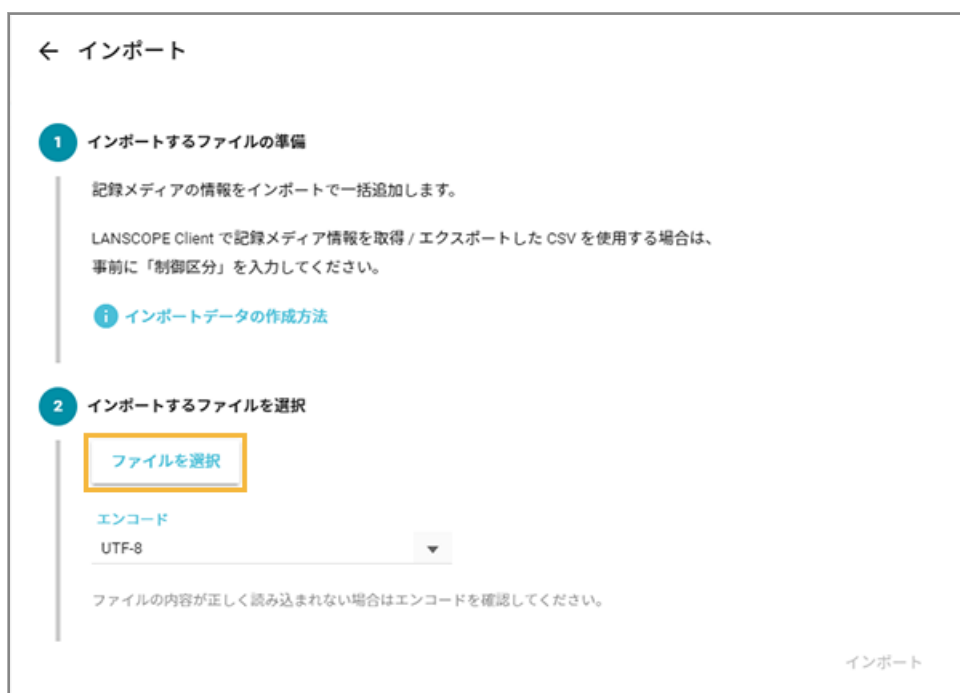 ← インポート
1 インポートするファイルの準備
記録メディアの情報をインポートで一括追加します。
LANSCOPE Client で記録メディア情報を取得 / エクスポートした CSV を使用する場合は、
事前に「制御区分」を入力してください。
i インポートデータの作成方法
2 インポートするファイルを選択
ファイルを選択
エンコード
UTF-8
ファイルの内容が正しく読み込まれない場合はエンコードを確認してください。
インポート